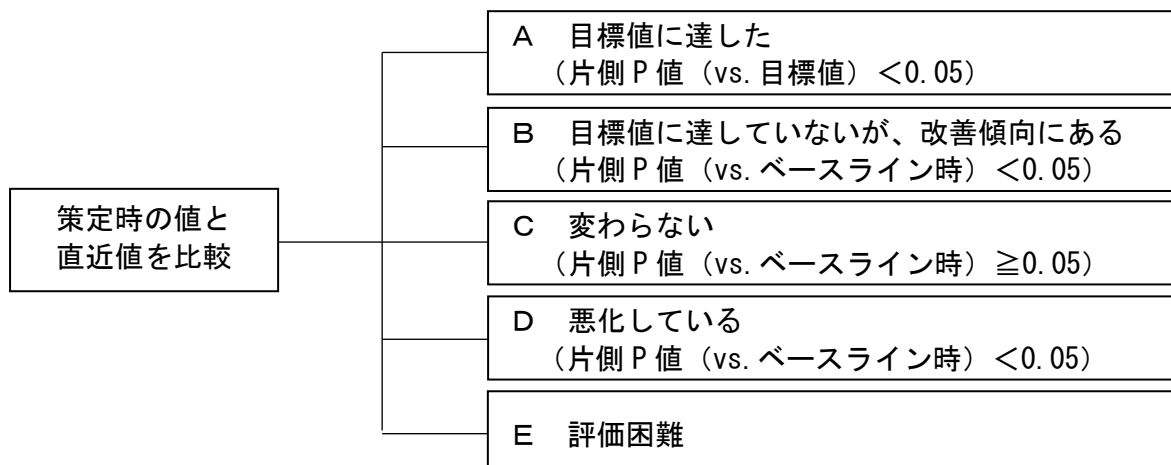 A 目標値に達した
（片側 P 値（vs. 目標値）＜0.05）
B 目標値に達していないが、改善傾向にある
（片側 P 値（vs. ベースライン時）＜0.05）
策定時の値と
直近値を比較
C 変わらない
（片側 P 値（vs. ベースライン時）≧0.05）
D 悪化している
（片側 P 値（vs. ベースライン時）＜0.05）
E 評価困難